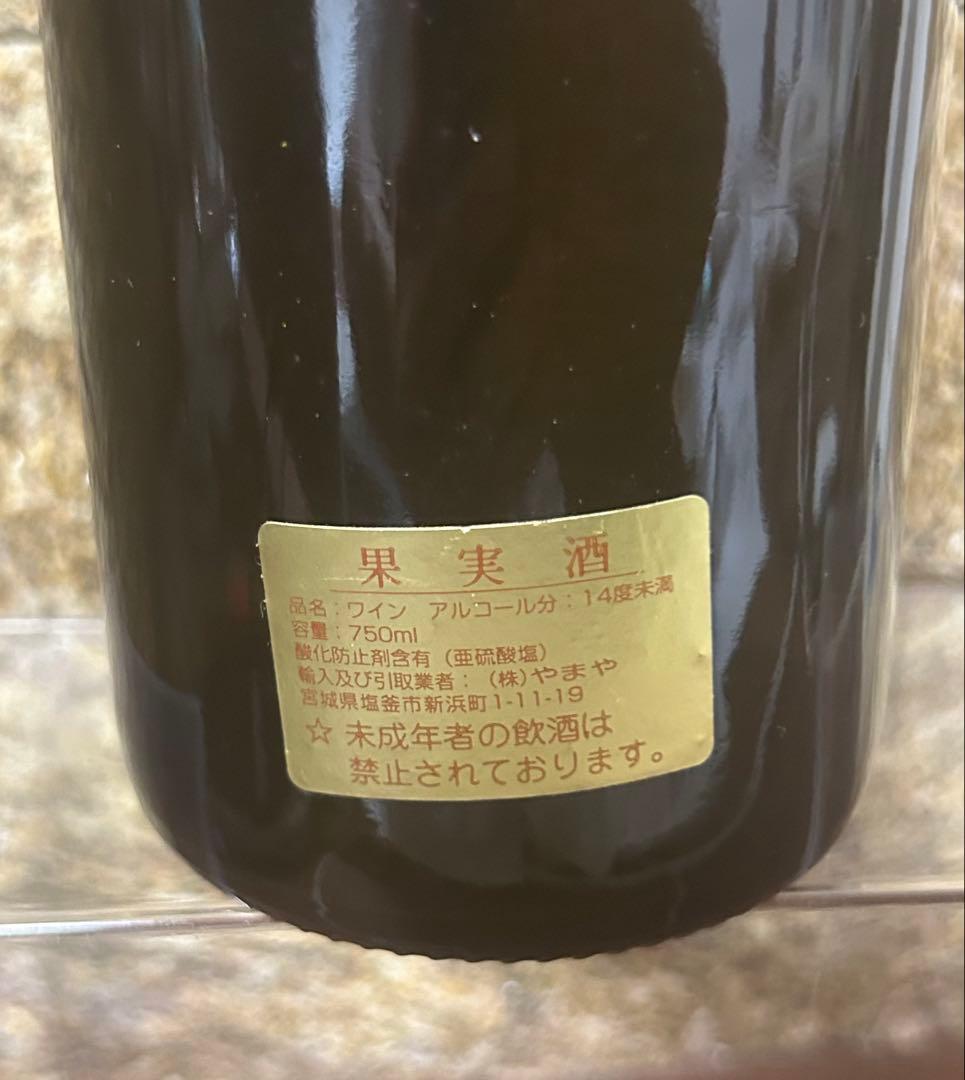 果実酒
品名：ワイン アルコール分：14度未満
容量：750ml
酸化防止剤含有（亜硫酸塩）
輸入及び引取業者：（株）やまや
宮城県塩釜市新浜町1-11-19
☆ 未成年者の飲酒は
禁止されております。